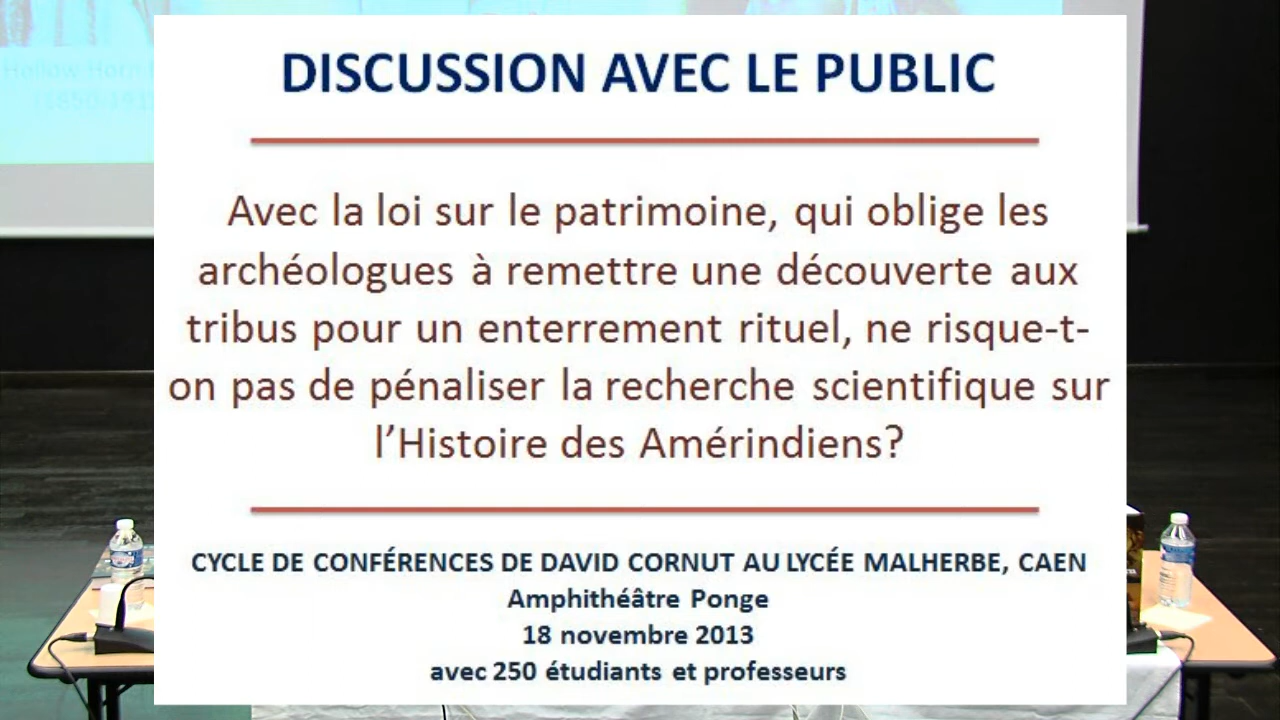 Hollow Horn
DISCUSSION AVEC LE PUBLIC
Avec la loi sur le patrimoine, qui oblige les
archéologues à remettre une découverte aux
tribus pour un enterrement rituel, ne risque-t-
on pas de pénaliser la recherche scientifique sur
l’Histoire des Amérindiens?
CYCLE DE CONFÉRENCES DE DAVID CORNUT AU LYCÉE MALHERBE, CAEN
Amphithéâtre Ponge
18 novembre 2013
avec 250 étudiants et professeurs